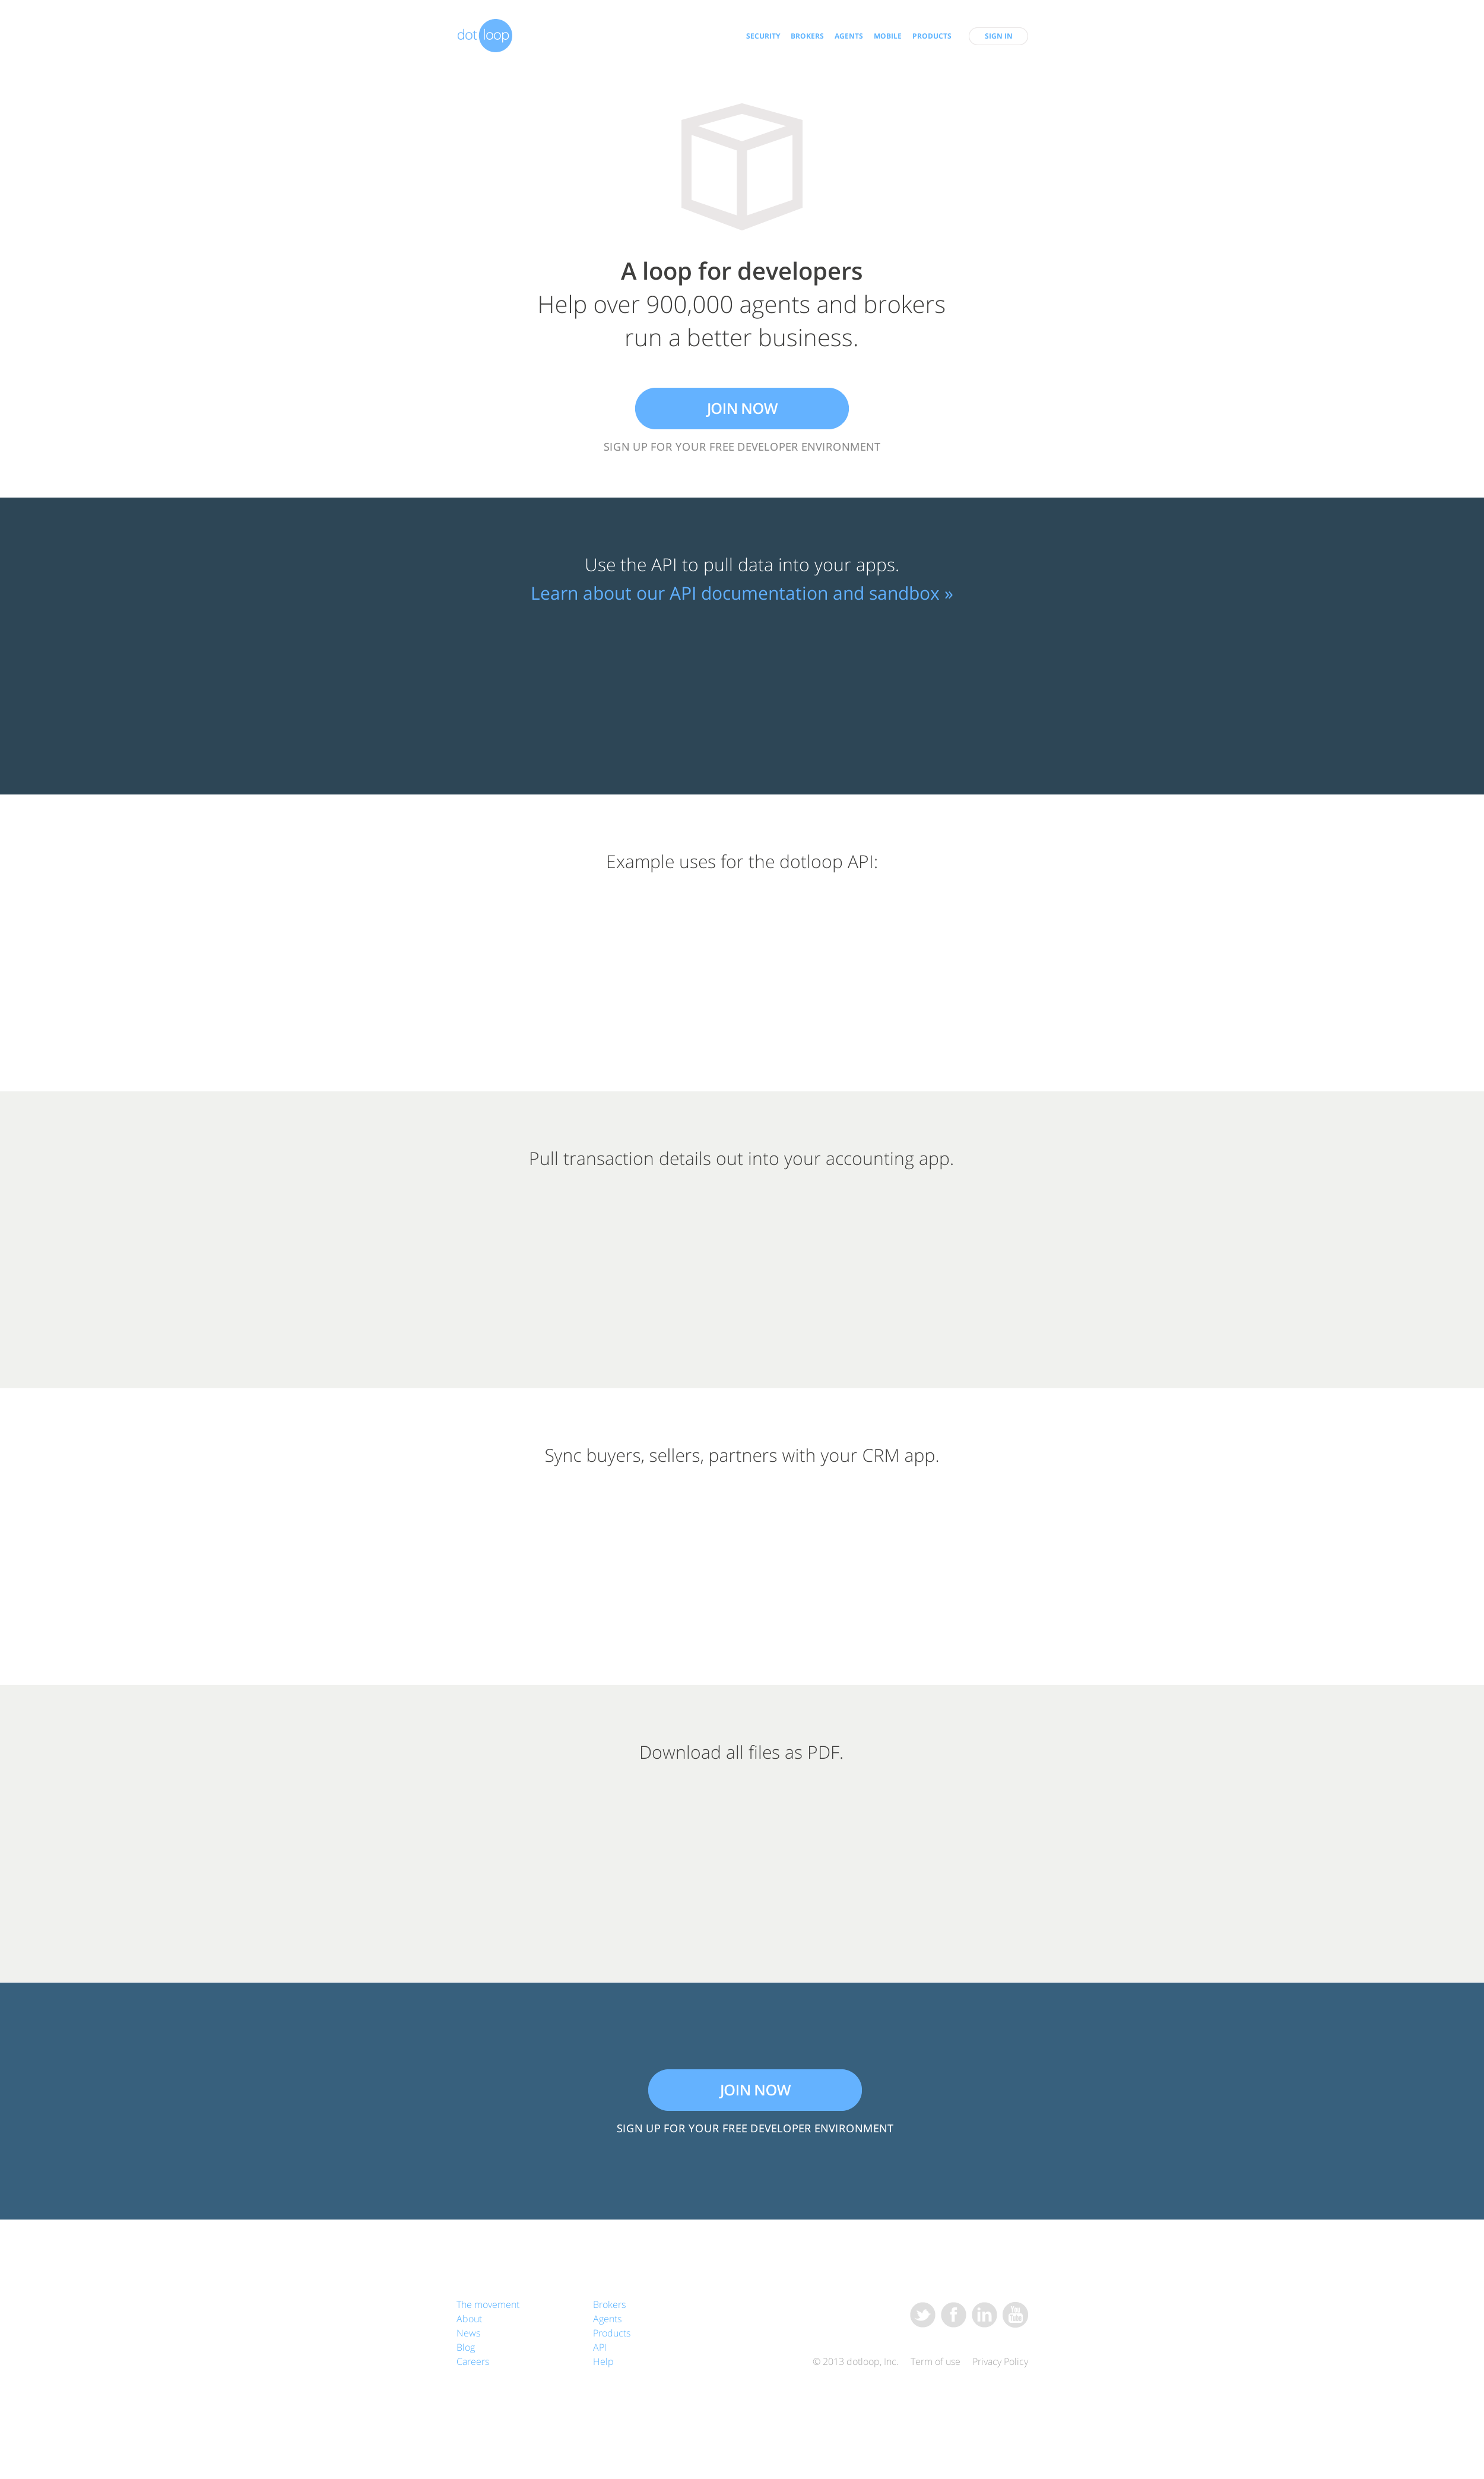 dotloop
SECURITY BROKERS AGENTS MOBILE PRODUCTS SIGN IN
A loop for developers
Help over 900,000 agents and brokers
run a better business.
JOIN NOW
SIGN UP FOR YOUR FREE DEVELOPER ENVIRONMENT
Use the API to pull data into your apps.
Learn about our API documentation and sandbox »
Example uses for the dotloop API:
Pull transaction details out into your accounting app.
Sync buyers, sellers, partners with your CRM app.
Download all files as PDF.
JOIN NOW
SIGN UP FOR YOUR FREE DEVELOPER ENVIRONMENT
The movement
About
News
Blog
Careers
Brokers
Agents
Products
API
Help
You
Tube
© 2013 dotloop, Inc. Term of use Privacy Policy